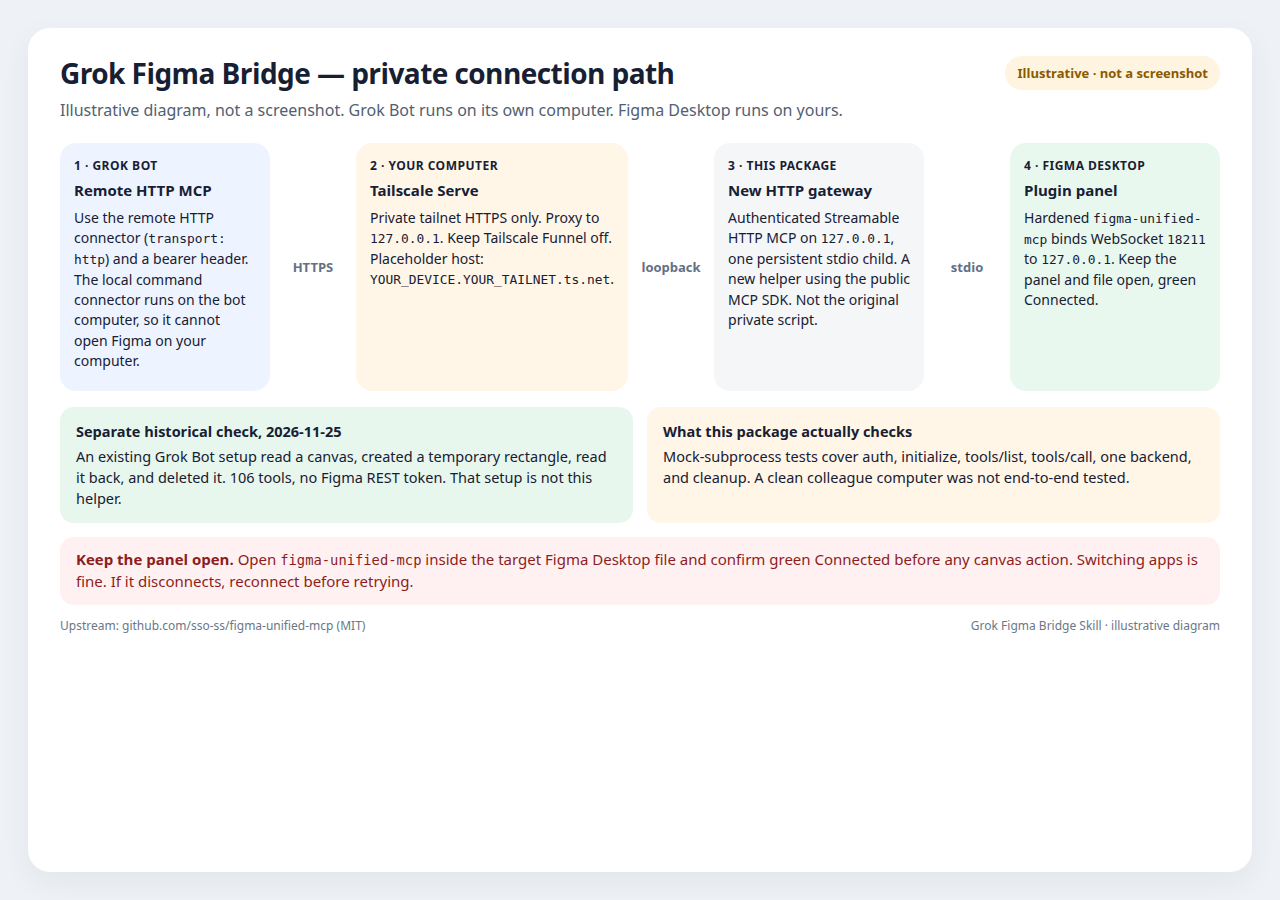 Grok Figma Bridge — private connection path
Illustrative · not a screenshot
Illustrative diagram, not a screenshot. Grok Bot runs on its own computer. Figma Desktop runs on yours.
1 · GROK BOT
Remote HTTP MCP
Use the remote HTTP
connector (transport:
http) and a bearer header.
The local command
connector runs on the bot
computer, so it cannot
open Figma on your
computer.
HTTPS
2 · YOUR COMPUTER
Tailscale Serve
Private tailnet HTTPS only. Proxy to
127.0.0.1. Keep Tailscale Funnel off.
Placeholder host:
YOUR_DEVICE.YOUR_TAILNET.ts.net.
loopback
3 · THIS PACKAGE
New HTTP gateway
Authenticated Streamable
HTTP MCP on 127.0.0.1,
one persistent stdio child. A
new helper using the public
MCP SDK. Not the original
private script.
stdio
4 · FIGMA DESKTOP
Plugin panel
Hardened figma-unified-
mcp binds WebSocket 18211
to 127.0.0.1. Keep the
panel and file open, green
Connected.
Separate historical check, 2026-11-25
An existing Grok Bot setup read a canvas, created a temporary rectangle, read
it back, and deleted it. 106 tools, no Figma REST token. That setup is not this
helper.
What this package actually checks
Mock-subprocess tests cover auth, initialize, tools/list, tools/call, one backend,
and cleanup. A clean colleague computer was not end-to-end tested.
Keep the panel open. Open figma-unified-mcp inside the target Figma Desktop file and confirm green Connected before any canvas action. Switching apps is
fine. If it disconnects, reconnect before retrying.
Upstream: github.com/sso-ss/figma-unified-mcp (MIT)
Grok Figma Bridge Skill · illustrative diagram